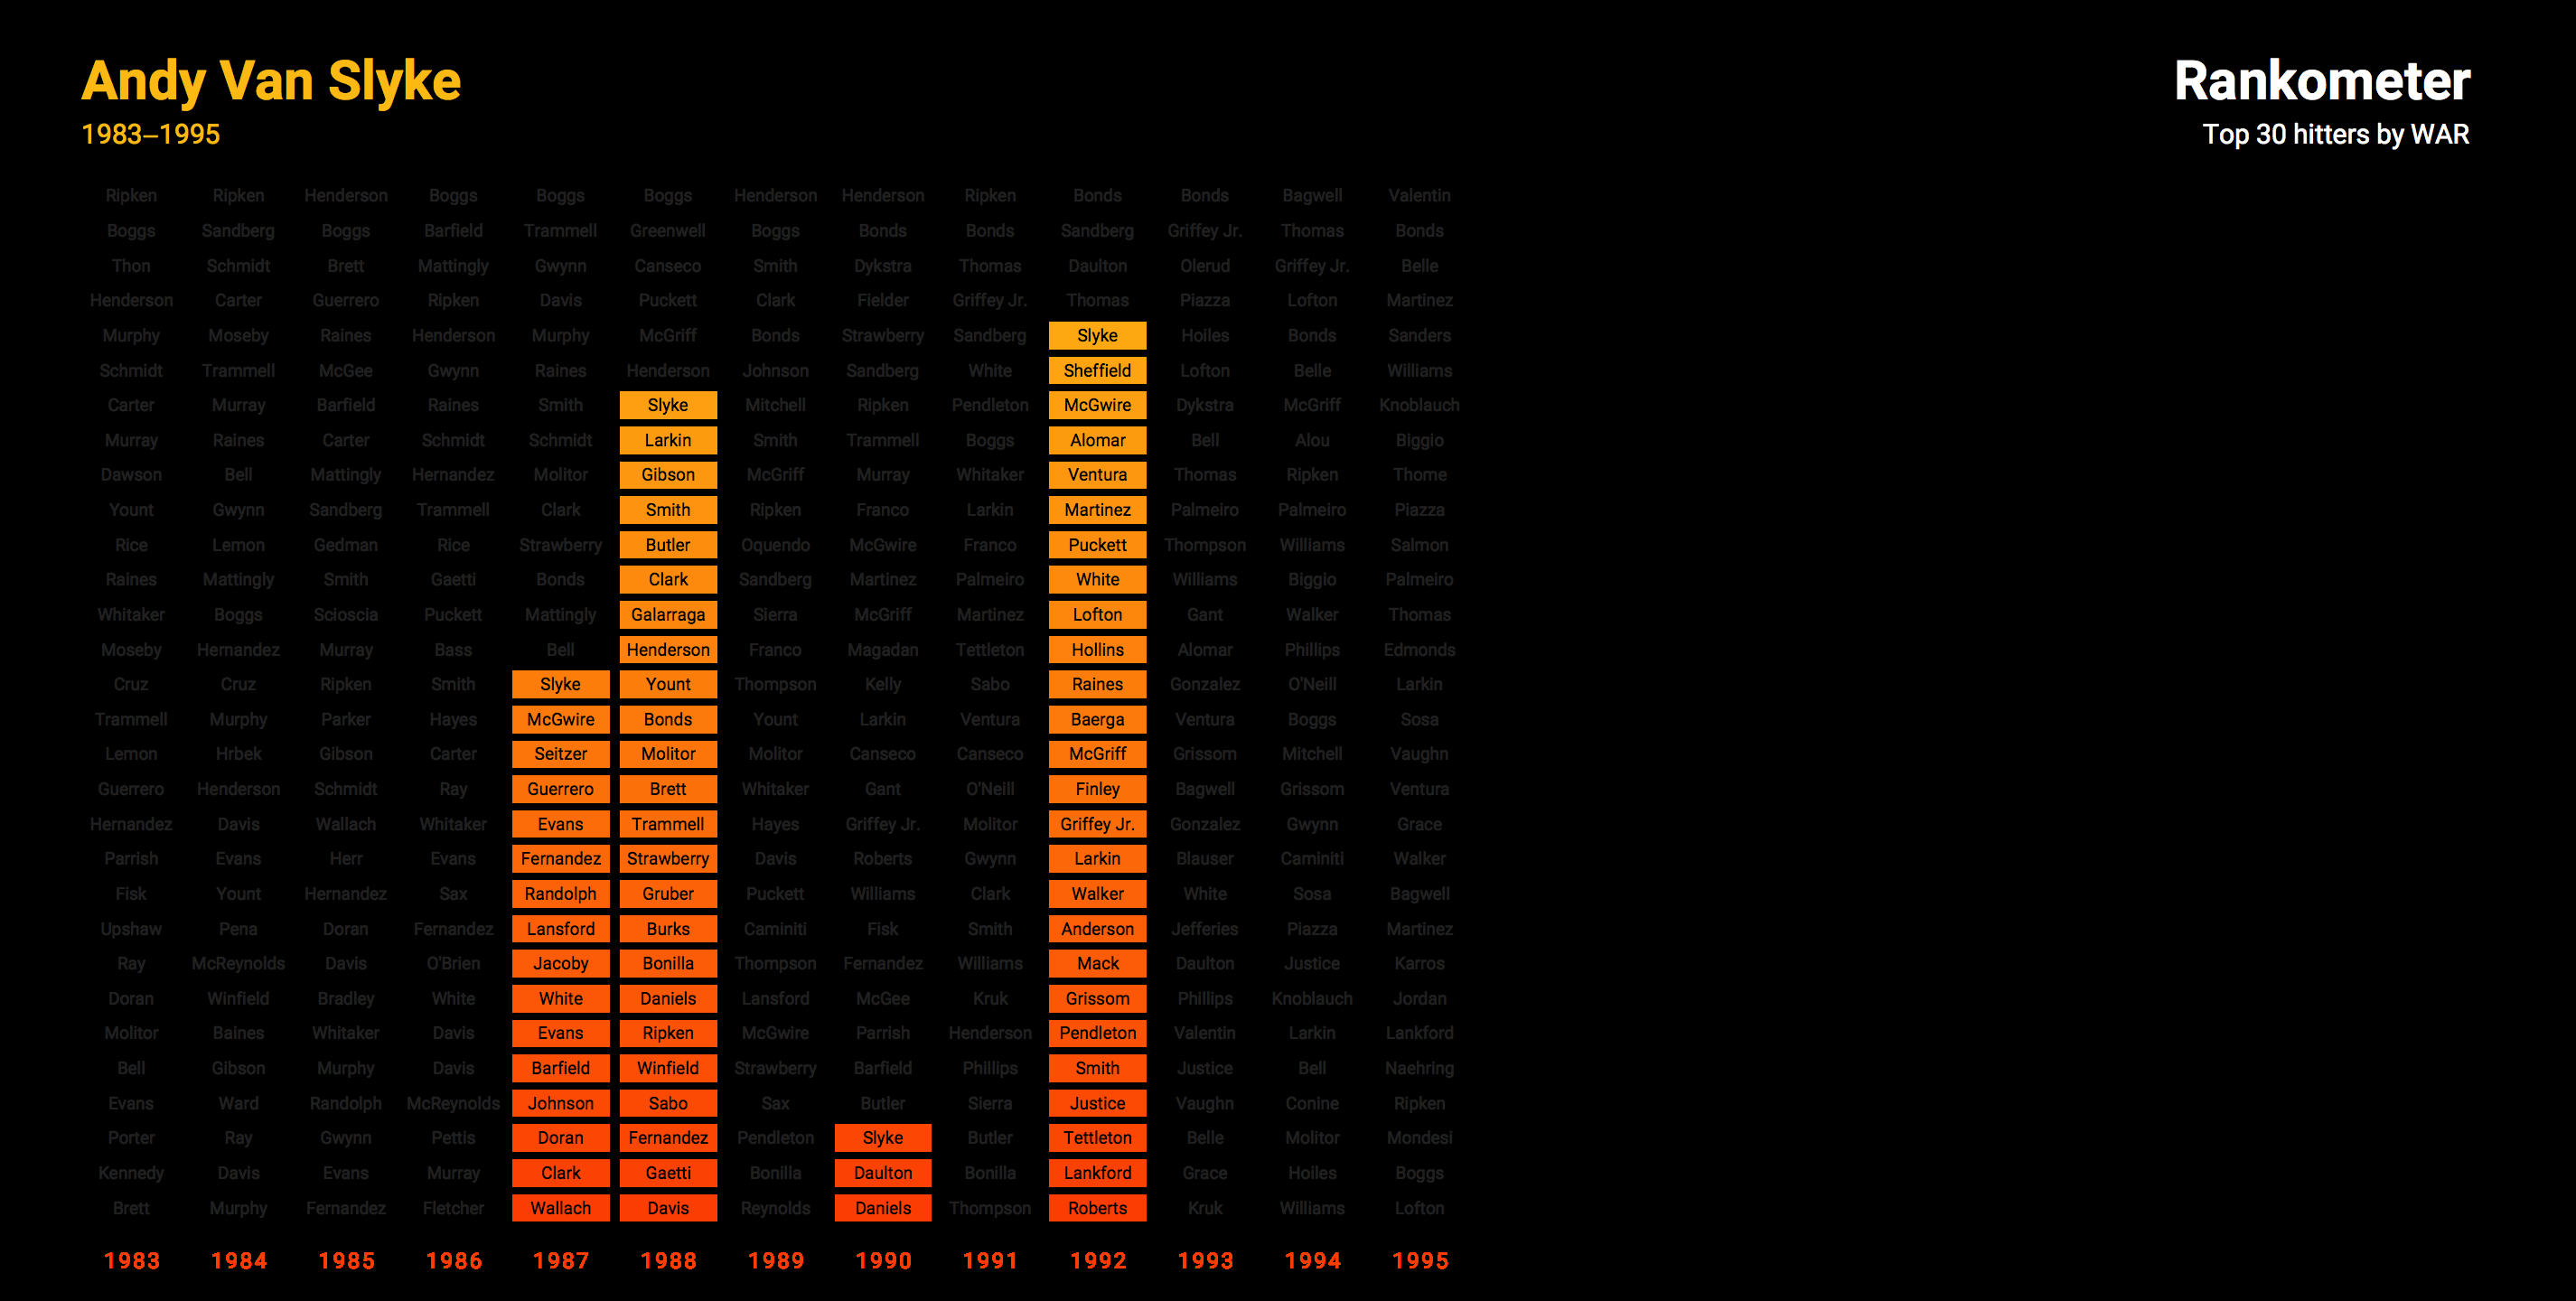 Andy Van Slyke
1983–1995
Rankometer
Top 30 hitters by WAR
Ripken Ripken Henderson Boggs Boggs Boggs Henderson Henderson Ripken Bonds Bonds Bagwell Valentin
Boggs Sandberg Boggs Barfield Trammell Greenwell Boggs Bonds Bonds Sandberg Griffey Jr. Thomas Bonds
Thon Schmidt Brett Mattingly Gwynn Canseco Smith Dykstra Thomas Daulton Olerud Griffey Jr. Belle
Henderson Carter Guerrero Ripken Davis Puckett Clark Fielder Griffey Jr. Thomas Piazza Lofton Martinez
Murphy Moseby Raines Henderson Murphy McGriff Bonds Strawberry Sandberg Slyke Hoiles Bonds Sanders
Schmidt Trammell McGee Gwynn Raines Henderson Johnson Sandberg White Sheffield Lofton Belle Williams
Carter Murray Barfield Raines Smith Slyke Mitchell Ripken Pendleton McGwire Dykstra McGriff Knoblauch
Murray Raines Carter Schmidt Schmidt Larkin Smith Trammell Boggs Alomar Bell Alou Biggio
Dawson Bell Mattingly Hernandez Molitor Gibson McGriff Murray Whitaker Ventura Thomas Ripken Thome
Yount Gwynn Sandberg Trammell Clark Smith Ripken Franco Larkin Martinez Palmeiro Palmeiro Piazza
Rice Lemon Gedman Rice Strawberry Butler Oquendo McGwire Franco Puckett Thompson Williams Salmon
Raines Mattingly Smith Gaetti Bonds Clark Sandberg Martinez Palmeiro White Williams Biggio Palmeiro
Whitaker Boggs Scioscia Puckett Mattingly Galarraga Sierra McGriff Martinez Lofton Gant Walker Thomas
Moseby Hernandez Murray Bass Bell Henderson Franco Magadan Tettleton Hollins Alomar Phillips Edmonds
Cruz Cruz Ripken Smith Slyke Yount Thompson Kelly Sabo Raines Gonzalez O'Neill Larkin
Trammell Murphy Parker Hayes McGwire Bonds Yount Larkin Ventura Baerga Ventura Boggs Sosa
Lemon Hrbek Gibson Carter Seitzer Molitor Molitor Canseco Canseco McGriff Grissom Mitchell Vaughn
Guerrero Henderson Schmidt Ray Guerrero Brett Whitaker Gant O'Neill Finley Bagwell Grissom Ventura
Hernandez Davis Wallach Whitaker Evans Trammell Hayes Griffey Jr. Molitor Griffey Jr. Gonzalez Gwynn Grace
Parrish Evans Herr Evans Fernandez Strawberry Davis Roberts Gwynn Larkin Blauser Caminiti Walker
Fisk Yount Hernandez Sax Randolph Gruber Puckett Williams Clark Walker White Sosa Bagwell
Upshaw Pena Doran Fernandez Lansford Burks Caminiti Fisk Smith Anderson Jefferies Piazza Martinez
Ray McReynolds Davis O'Brien Jacoby Bonilla Thompson Fernandez Williams Mack Daulton Justice Karros
Doran Winfield Bradley White White Daniels Lansford McGee Kruk Grissom Phillips Knoblauch Jordan
Molitor Baines Whitaker Davis Evans Ripken McGwire Parrish Henderson Pendleton Valentin Larkin Lankford
Bell Gibson Murphy Davis Barfield Winfield Strawberry Barfield Phillips Smith Justice Bell Naehring
Evans Ward Randolph McReynolds Johnson Sabo Sax Butler Sierra Justice Vaughn Conine Ripken
Porter Ray Gwynn Pettis Doran Fernandez Pendleton Slyke Butler Tettleton Belle Molitor Mondesi
Kennedy Davis Evans Murray Clark Gaetti Bonilla Daulton Bonilla Lankford Grace Hoiles Boggs
Brett Murphy Fernandez Fletcher Wallach Davis Reynolds Daniels Thompson Roberts Kruk Williams Lofton
1983 1984 1985 1986 1987 1988 1989 1990 1991 1992 1993 1994 1995